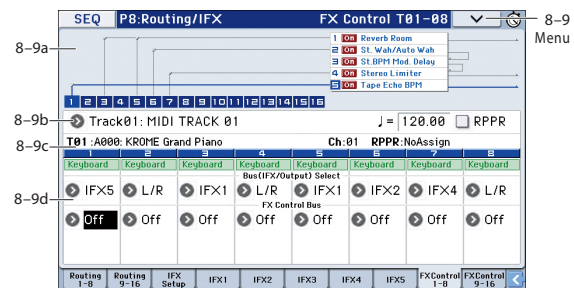 SEQ P8:Routing/IFX FX Control T01-08
8–9
Menu
8–9a
1 On Reverb Room
2 On St. Wah/Auto Wah
3 On St.BPM Mod. Delay
4 On Stereo Limiter
5 On Tape Echo BPM
1 2 3 4 5 6 7 8 9 10 11 12 13 14 15 16
8–9b
Track01: MIDI TRACK 01 ♩= 120.00 RPPR
8–9c
T01 :A000: KROME Grand Piano Ch:01 RPPR:NoAssign
1 2 3 4 5 6 7 8
Keyboard Keyboard Keyboard Keyboard Keyboard Keyboard Keyboard Keyboard
Bus(IFX/Output) Select
8–9d
IFX5 L/R IFX1 L/R IFX1 IFX2 IFX4 L/R
FX Control Bus
Off Off Off Off Off Off Off Off
Routing 1-8 Routing 9-16 IFX Setup IFX1 IFX2 IFX3 IFX4 IFX5 FXControl 1-8 FXControl 9-16